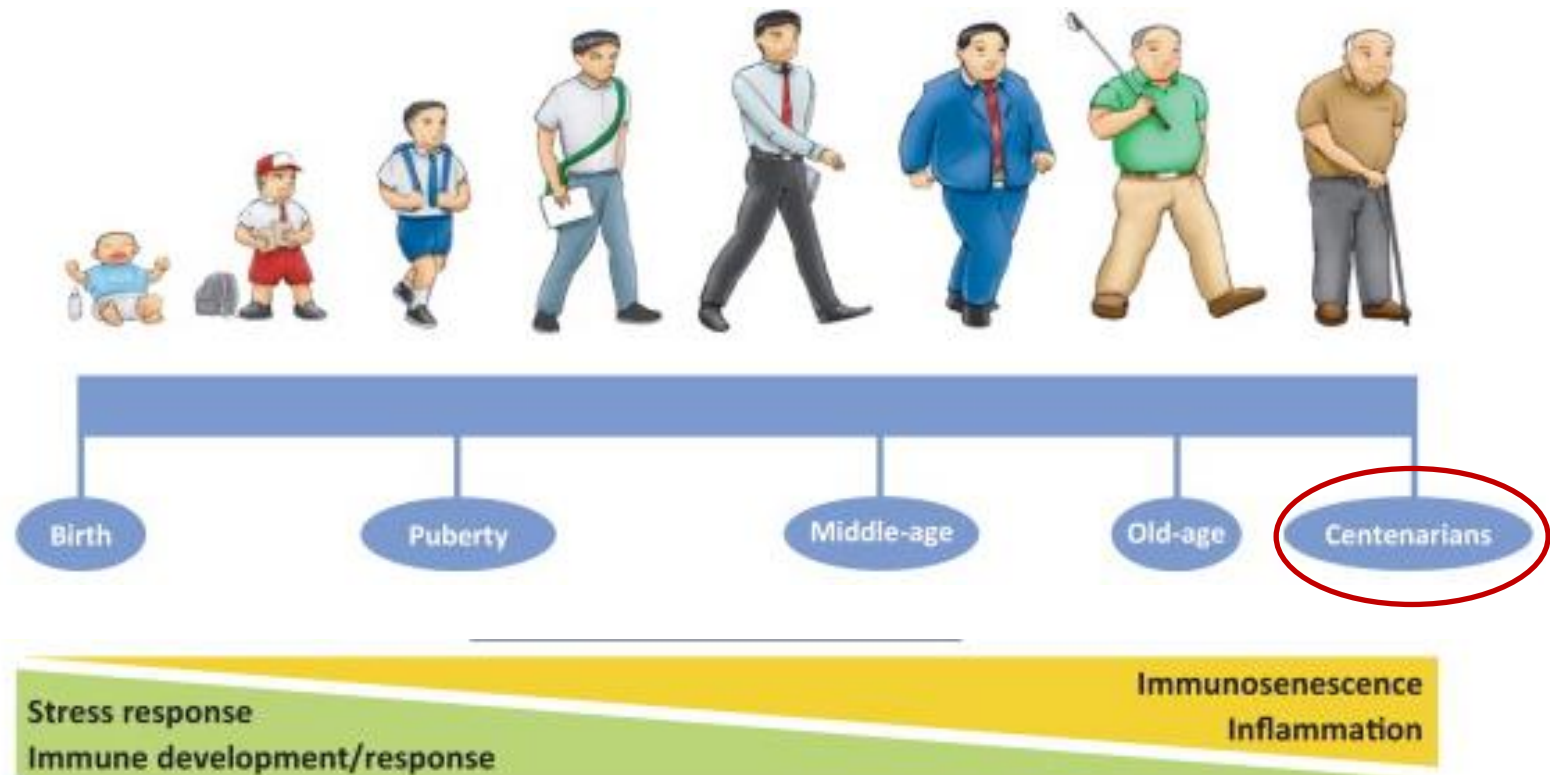 Birth
Puberty
Middle-age
Old-age
Centenarians
Immunosenescence
Inflammation
Stress response
Immune development/response